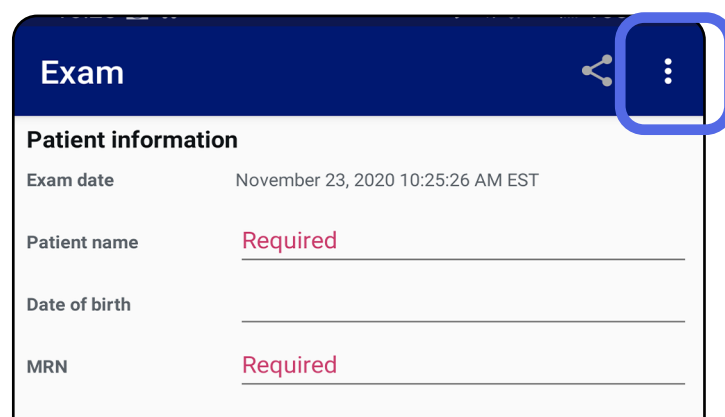 Exam
Patient information
Exam date November 23, 2020 10:25:26 AM EST
Patient name Required
Date of birth
MRN Required